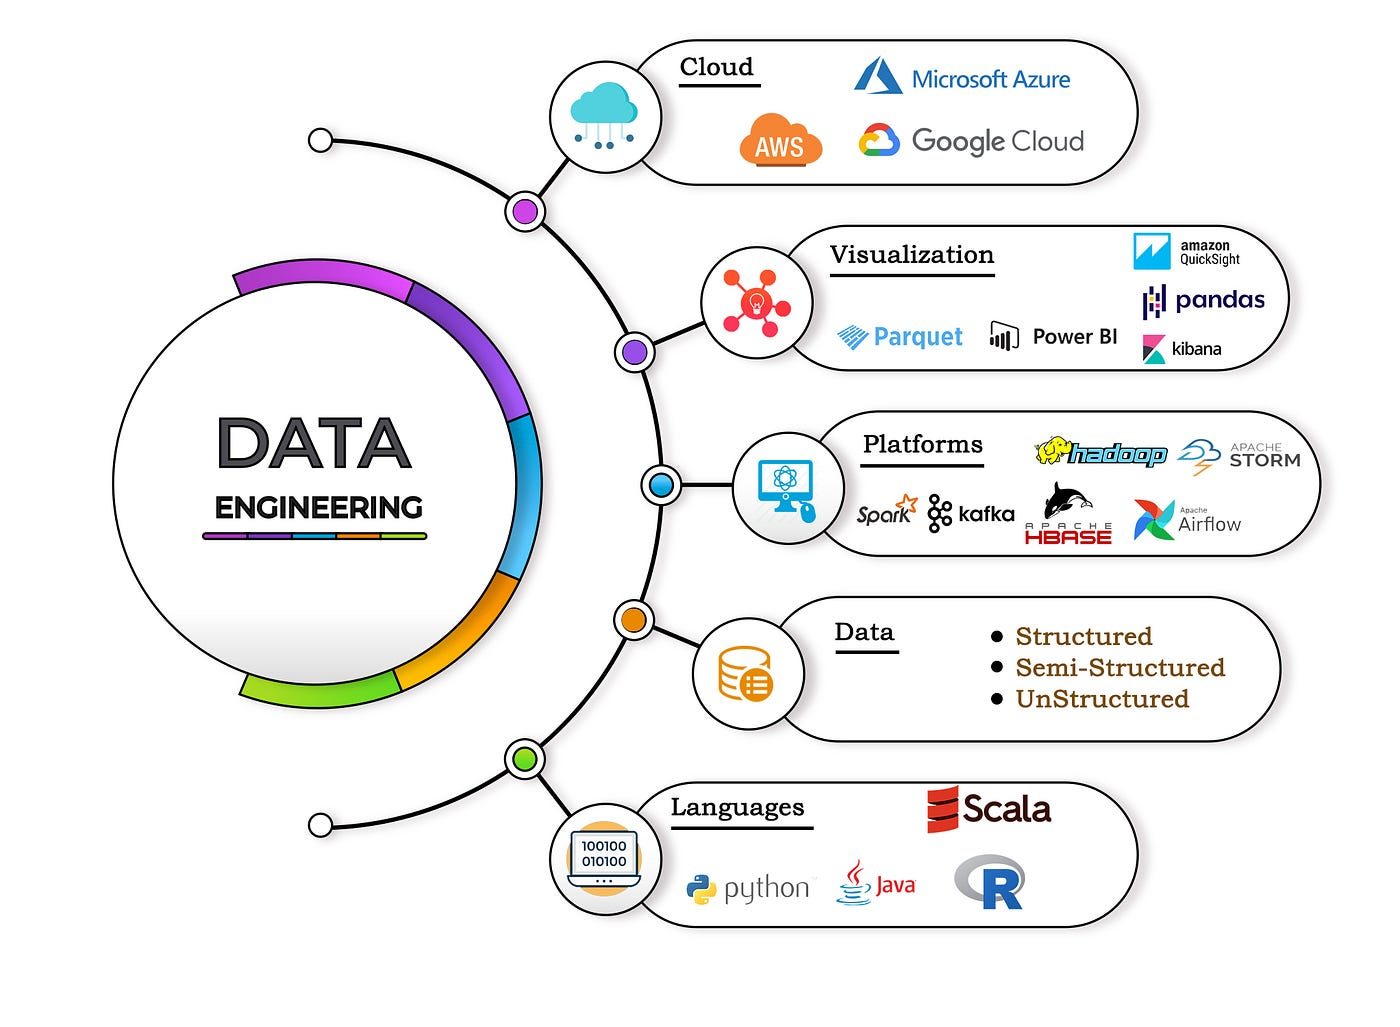 DATA
ENGINEERING
Cloud
Microsoft Azure
AWS
Google Cloud
Visualization
amazon
QuickSight
pandas
Parquet
Power BI
kibana
Platforms
hadoop
APACHE
STORM
Spark
kafka
APACHE
HBASE
Apache
Airflow
Data
Structured
Semi-Structured
UnStructured
Languages
100100
010100
Scala
python
Java
R